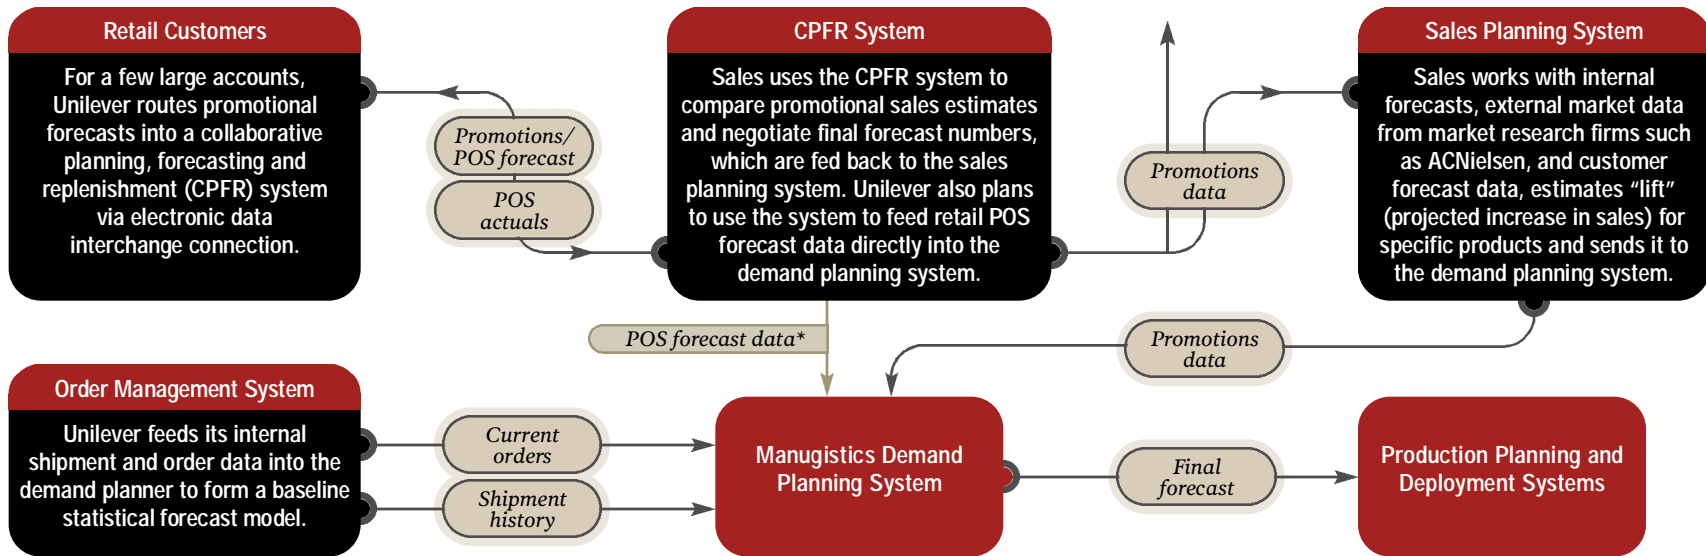 Retail Customers
For a few large accounts,
Unilever routes promotional
forecasts into a collaborative
planning, forecasting and
replenishment (CPFR) system
via electronic data
interchange connection.
Promotions/
POS forecast
POS
actuals
CPFR System
Sales uses the CPFR system to
compare promotional sales estimates
and negotiate final forecast numbers,
which are fed back to the sales
planning system. Unilever also plans
to use the system to feed retail POS
forecast data directly into the
demand planning system.
Promotions
data
Sales Planning System
Sales works with internal
forecasts, external market data
from market research firms such
as ACNielsen, and customer
forecast data, estimates “lift”
(projected increase in sales) for
specific products and sends it to
the demand planning system.
POS forecast data*
Promotions
data
Order Management System
Unilever feeds its internal
shipment and order data into the
demand planner to form a baseline
statistical forecast model.
Current
orders
Shipment
history
Manugistics Demand
Planning System
Final
forecast
Production Planning and
Deployment Systems